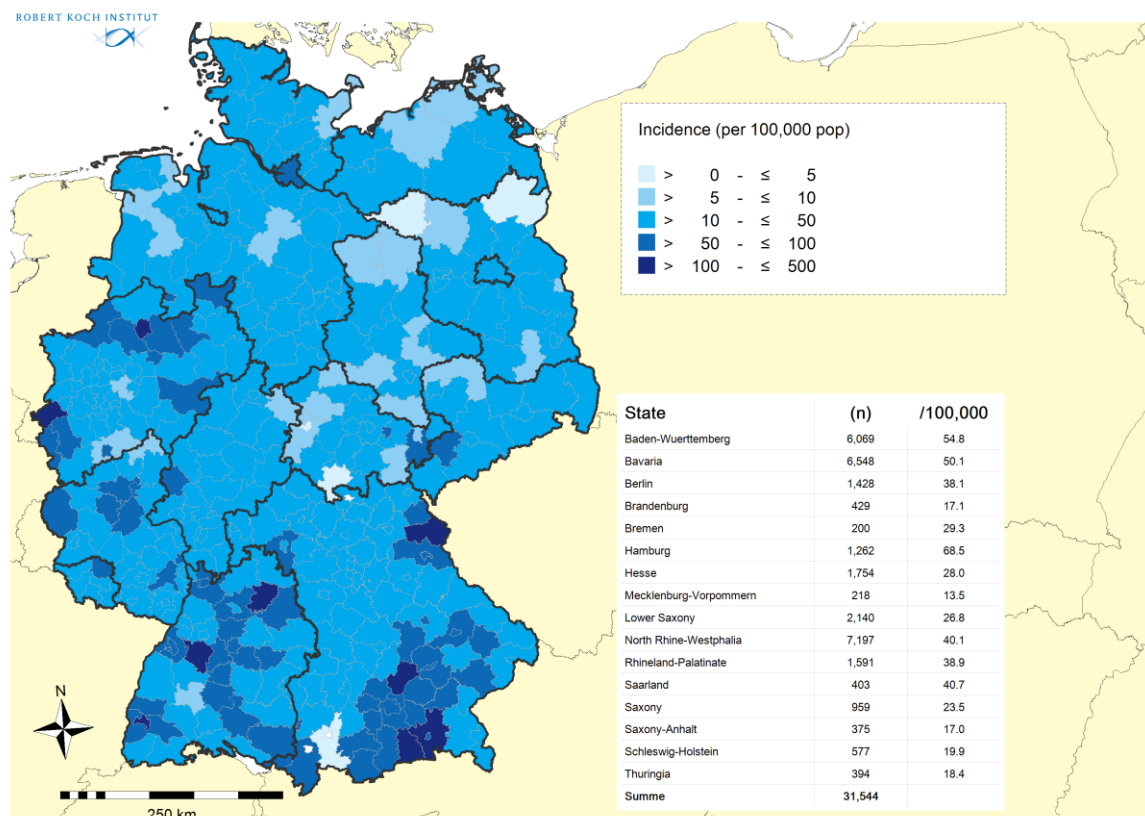 ROBERT KOCH INSTITUT
Incidence (per 100,000 pop)
> 0 - ≤ 5
> 5 - ≤ 10
> 10 - ≤ 50
> 50 - ≤ 100
> 100 - ≤ 500
State (n) /100,000
Baden-Wuerttemberg 6,069 54.8
Bavaria 6,548 50.1
Berlin 1,428 38.1
Brandenburg 429 17.1
Bremen 200 29.3
Hamburg 1,262 68.5
Hesse 1,754 28.0
Mecklenburg-Vorpommern 218 13.5
Lower Saxony 2,140 26.8
North Rhine-Westphalia 7,197 40.1
Rhineland-Palatinate 1,591 38.9
Saarland 403 40.7
Saxony 959 23.5
Saxony-Anhalt 375 17.0
Schleswig-Holstein 577 19.9
Thuringia 394 18.4
Summe 31,544
N
250 km